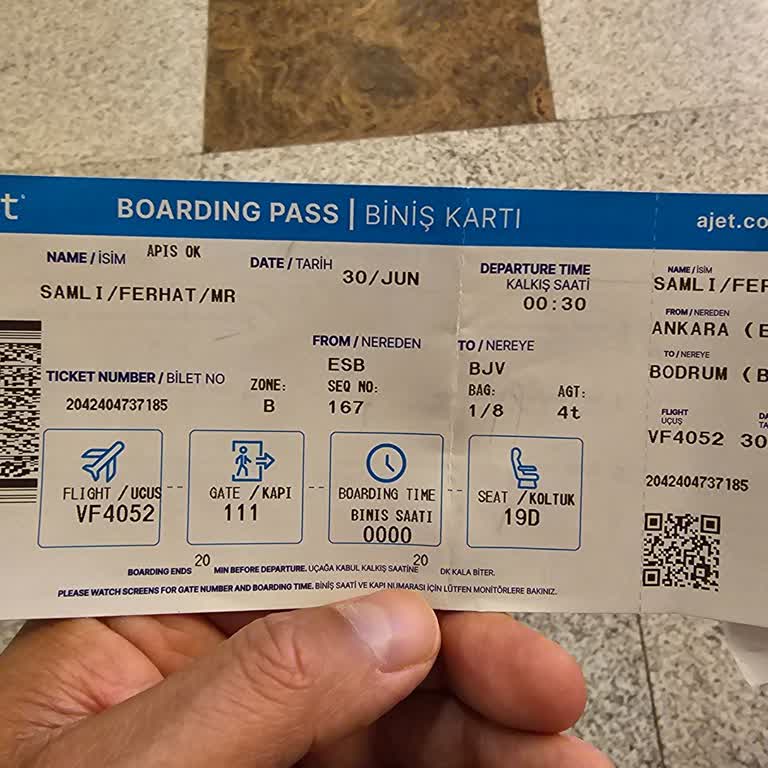 t BOARDING PASS | BİNİŞ KARTI
NAME / İSİM APIS OK
SAMLI/FERHAT/MR
DATE / TARİH
30/JUN
DEPARTURE TIME
KALKIŞ SAATİ
00:30
FROM / NEREDEN
ESB
TO / NEREYE
BJV
TICKET NUMBER / BİLET NO
2042404737185
ZONE:
B
SEQ NO:
167
BAG:
1/8
AGT:
4t
FLIGHT /UCUS
VF4052
GATE /KAPI
111
BOARDING TIME
BINIS SAATI
0000
SEAT /KOLTUK
19D
BOARDING ENDS 20 MIN BEFORE DEPARTURE. UÇAĞA KABUL KALKIŞ SAATİNE 20 DK KALA BİTER.
PLEASE WATCH SCREENS FOR GATE NUMBER AND BOARDING TIME. BİNİŞ SAATİ VE KAPI NUMARASI İÇİN LÜTFEN MONİTÖRLERE BAKINIZ.
ajet.co
NAME / İSİM
SAMLI/FER
FROM / NEREDEN
ANKARA (E
TO / NEREYE
BODRUM (B
FLIGHT
UÇUŞ
VF4052
DA
TA
30
2042404737185